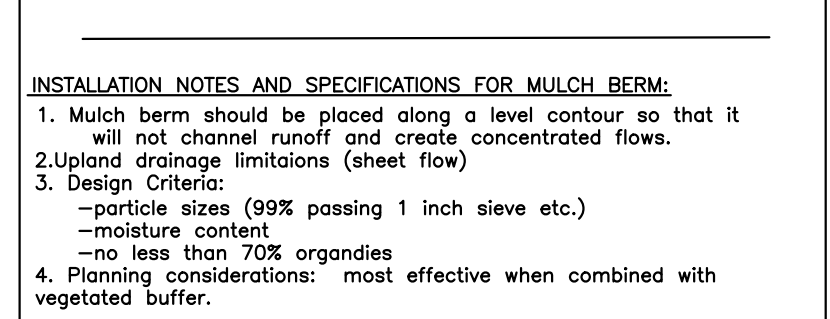 INSTALLATION NOTES AND SPECIFICATIONS FOR MULCH BERM:
1. Mulch berm should be placed along a level contour so that it
will not channel runoff and create concentrated flows.
2.Upland drainage limitaions (sheet flow)
3. Design Criteria:
-particle sizes (99% passing 1 inch sieve etc.)
-moisture content
-no less than 70% organdies
4. Planning considerations: most effective when combined with
vegetated buffer.